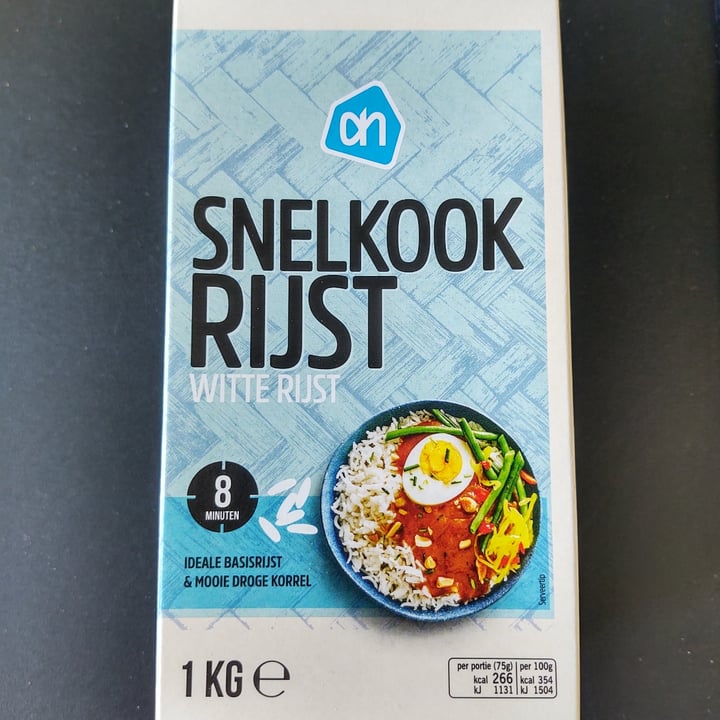 ah
SNELKOOK
RIJST
WITTE RIJST
8
MINUTEN
IDEALE BASISRIJST
& MOOIE DROGE KORREL
Serveertip
1 KG ℮
per portie (75g) per 100g
kcal 266 kcal 354
kJ 1131 kJ 1504